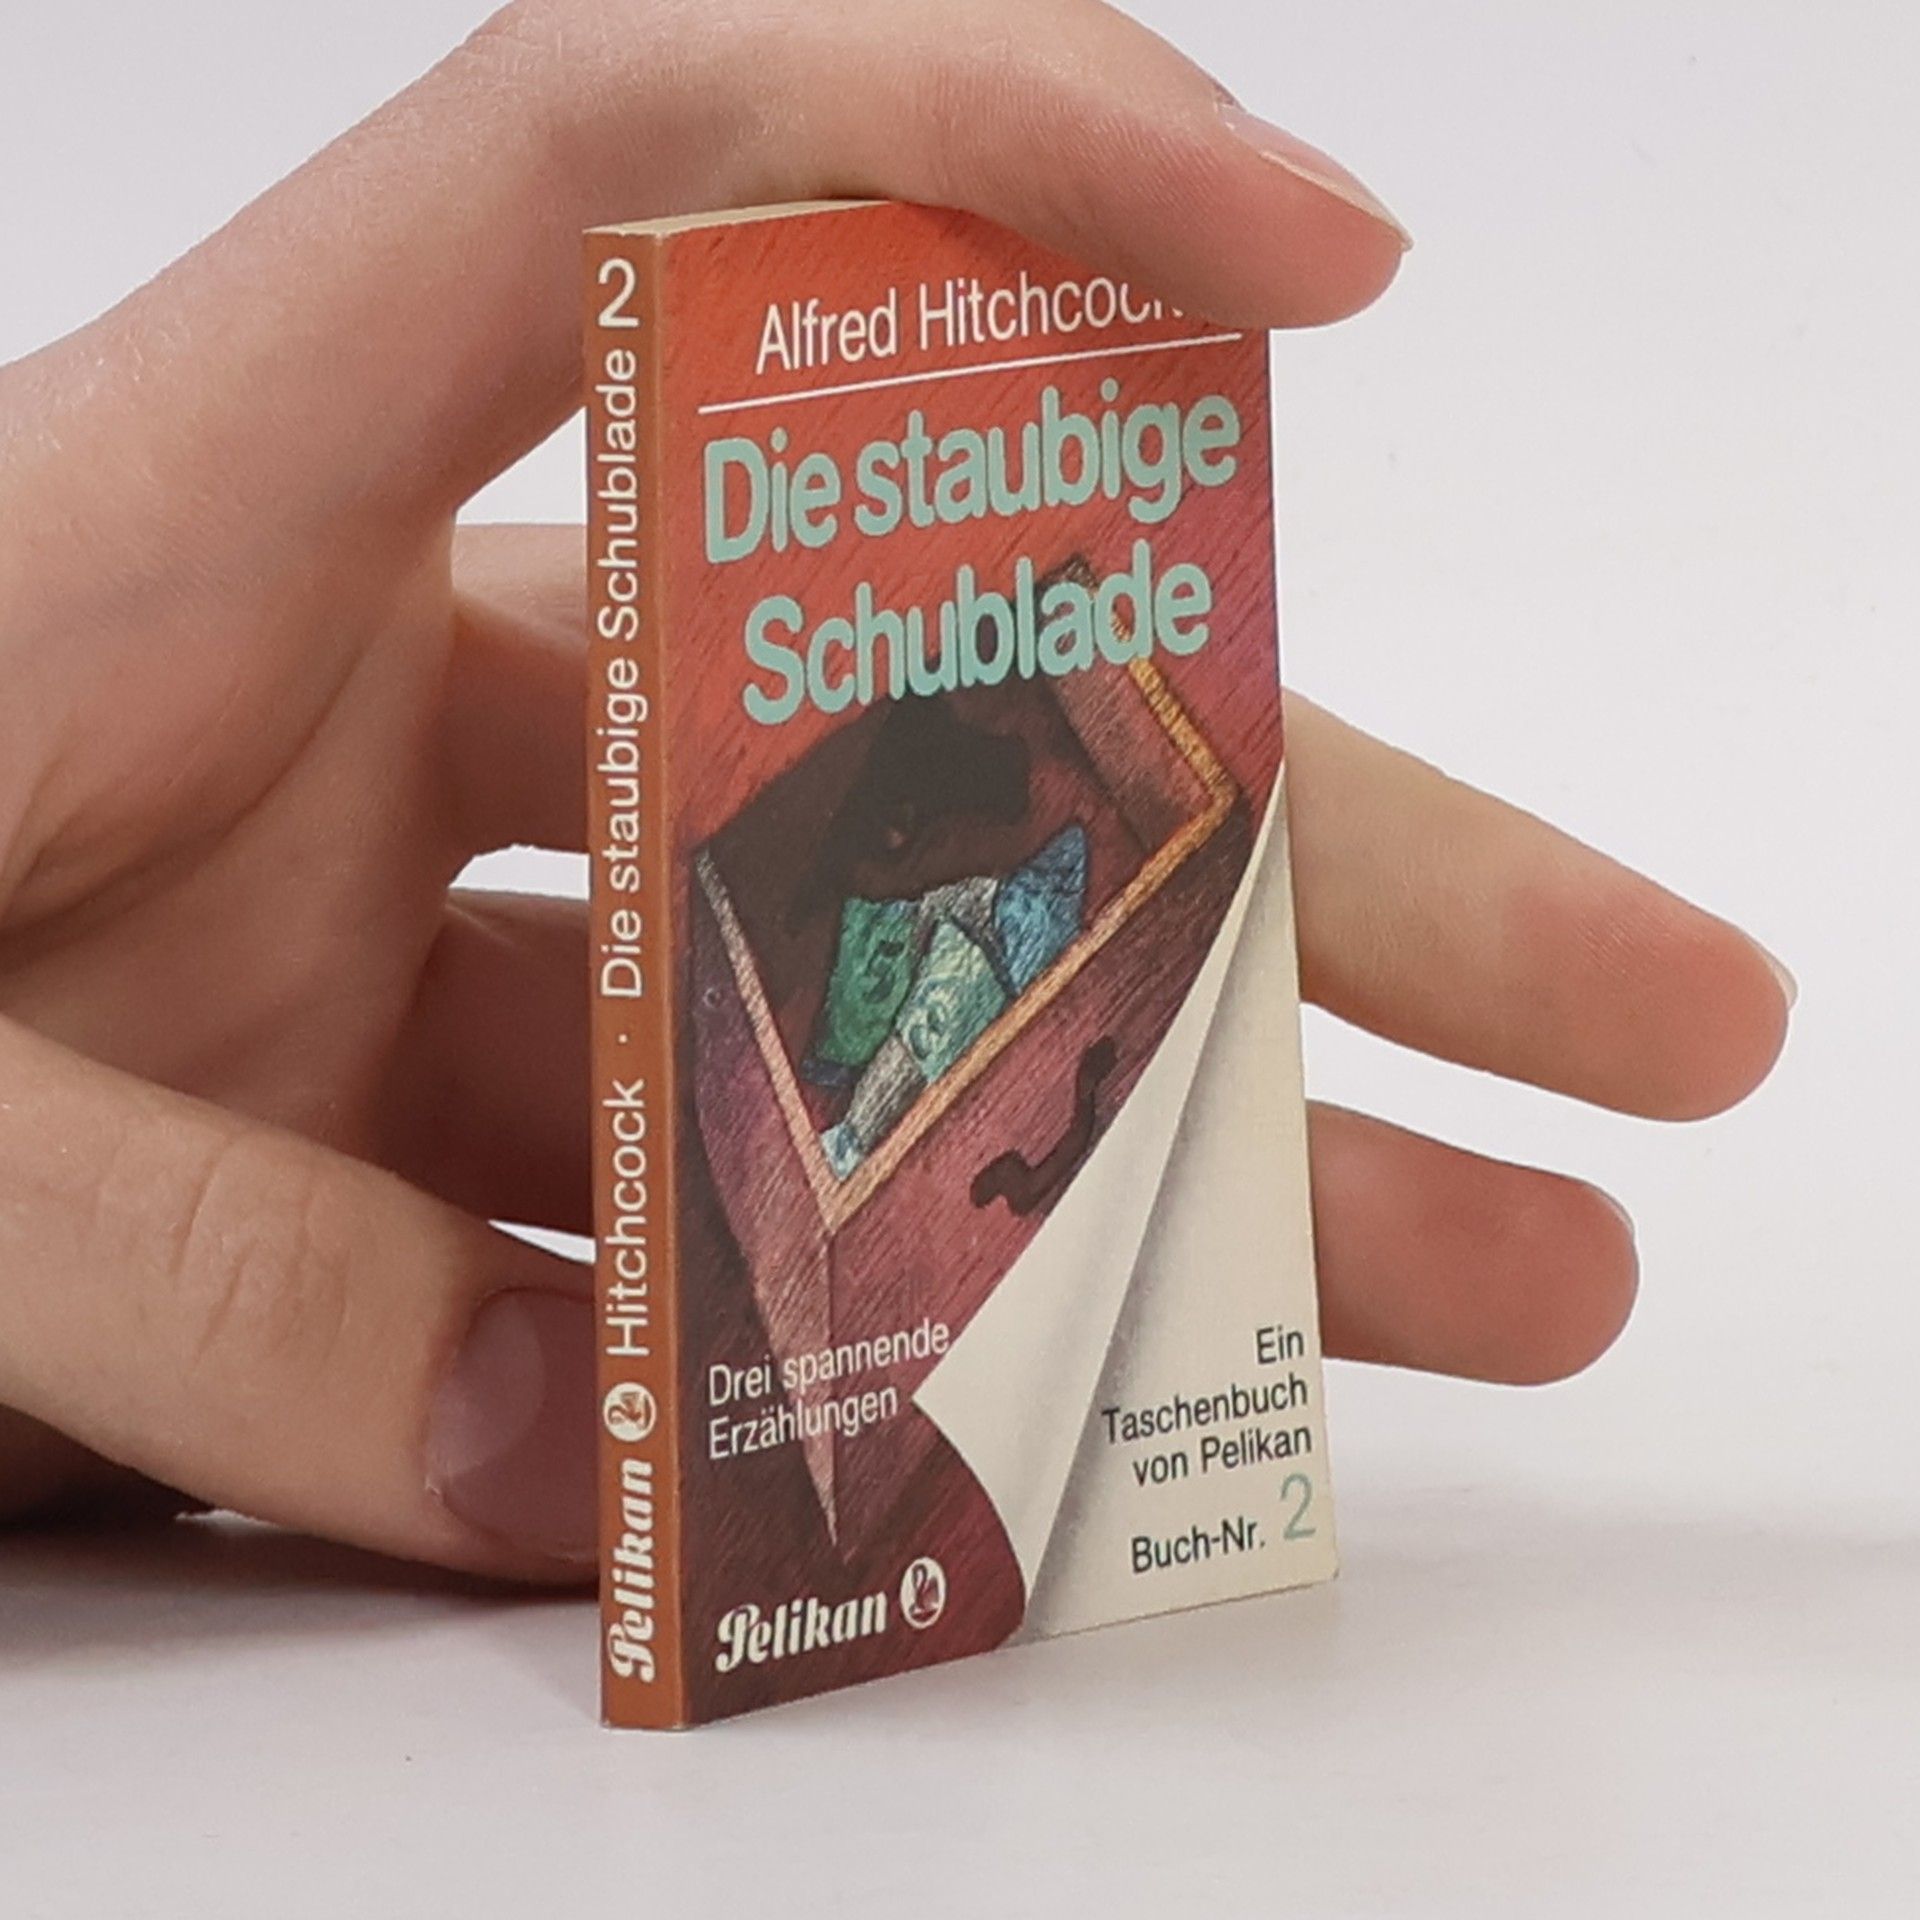 Pelikan Hitchcock · Die staubige Schublade 2
Alfred Hitchcock
Die staubige
Schublade
Drei spannende
Erzählungen
Ein
Taschenbuch
von Pelikan
Buch-Nr. 2
Pelikan